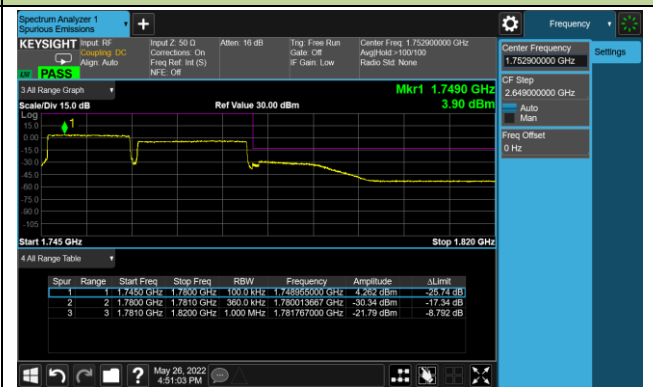 Spectrum Analyzer 1
Spurious Emissions
Frequency
KEYSIGHT Input: RF Input Z: 50 Ω Atten: 16 dB Trig: Free Run Center Freq: 1.752900000 GHz
Coupling: DC Corrections: On Gate: Off Avg|Hold:>100/100
Align: Auto Freq Ref: Int (S) IF Gain: Low Radio Std: None
NFE: Off
PASS
Center Frequency
1.752900000 GHz
Settings
CF Step
2.649000000 GHz
Auto
Man
Freq Offset
0 Hz
3 All Range Graph
Mkr1 1.7490 GHz
Scale/Div 15.0 dB Ref Value 30.00 dBm 3.90 dBm
Log
15.0
0.00
-15.0
-30.0
-45.0
-60.0
-75.0
-90.0
-105
1
Start 1.745 GHz Stop 1.820 GHz
4 All Range Table
Spur Range Start Freq Stop Freq RBW Frequency Amplitude ΔLimit
1 1 1.7450 GHz 1.7800 GHz 100.0 kHz 1.748955000 GHz 4.262 dBm -25.74 dB
2 2 1.7800 GHz 1.7810 GHz 360.0 kHz 1.780013667 GHz -30.34 dBm -17.34 dB
3 3 1.7810 GHz 1.8200 GHz 1.000 MHz 1.781767000 GHz -21.79 dBm -8.792 dB
May 26, 2022
4:51:03 PM